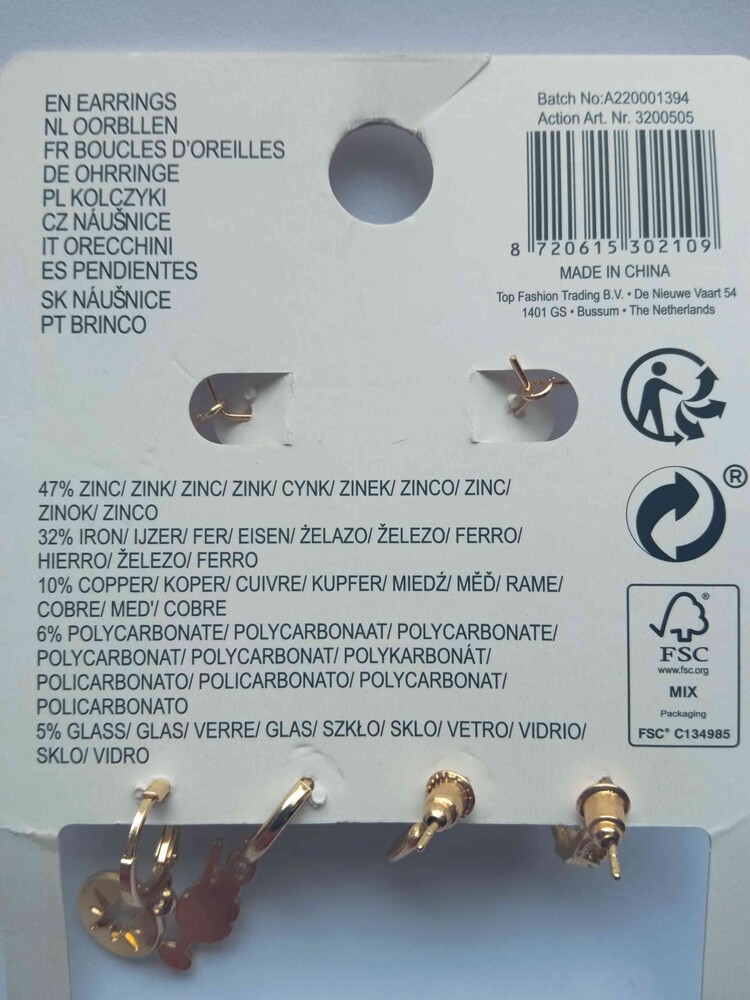 EN EARRINGS
NL OORBLLEN
FR BOUCLES D'OREILLES
DE OHRRINGE
PL KOLCZYKI
CZ NÁUŠNICE
IT ORECCHINI
ES PENDIENTES
SK NÁUŠNICE
PT BRINCO
Batch No:A220001394
Action Art. Nr. 3200505
8 720615 302109
MADE IN CHINA
Top Fashion Trading B.V. • De Nieuwe Vaart 54
1401 GS • Bussum • The Netherlands
47% ZINC/ ZINK/ ZINC/ ZINK/ CYNK/ ZINEK/ ZINCO/ ZINC/
ZINOK/ ZINCO
32% IRON/ IJZER/ FER/ EISEN/ ŻELAZO/ ŽELEZO/ FERRO/
HIERRO/ ŽELEZO/ FERRO
10% COPPER/ KOPER/ CUIVRE/ KUPFER/ MIEDŹ/ MĚĎ/ RAME/
COBRE/ MED'/ COBRE
6% POLYCARBONATE/ POLYCARBONAAT/ POLYCARBONATE/
POLYCARBONAT/ POLYCARBONAT/ POLYKARBONÁT/
POLICARBONATO/ POLICARBONATO/ POLYCARBONAT/
POLICARBONATO
5% GLASS/ GLAS/ VERRE/ GLAS/ SZKŁO/ SKLO/ VETRO/ VIDRIO/
SKLO/ VIDRO
®
®
FSC
www.fsc.org
MIX
Packaging
FSC® C134985